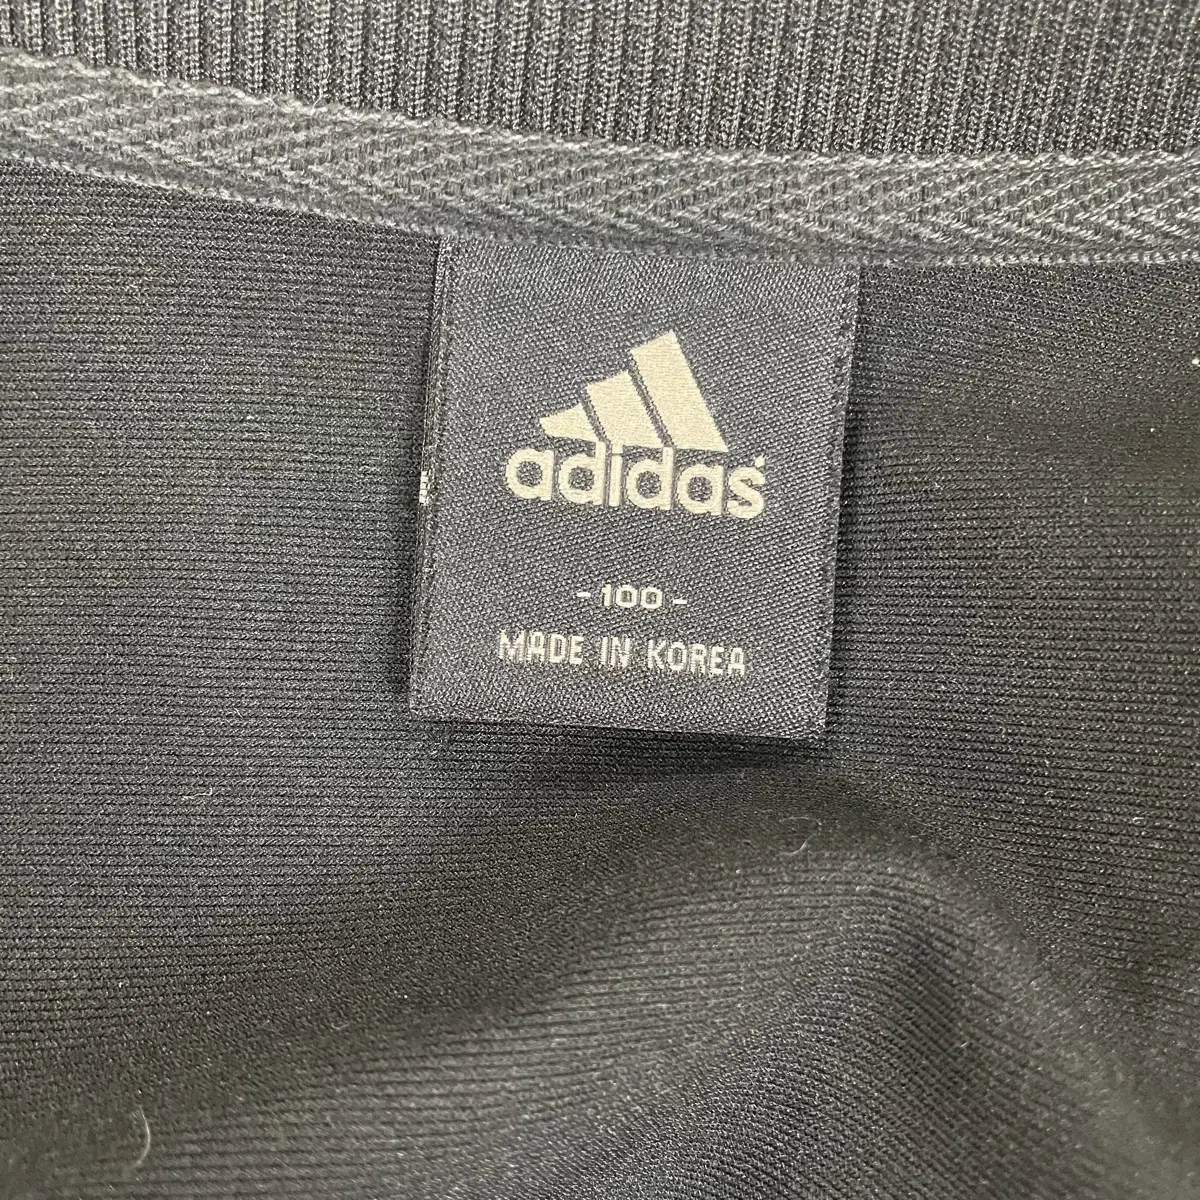 adidas
- 100 -
MADE IN KOREA